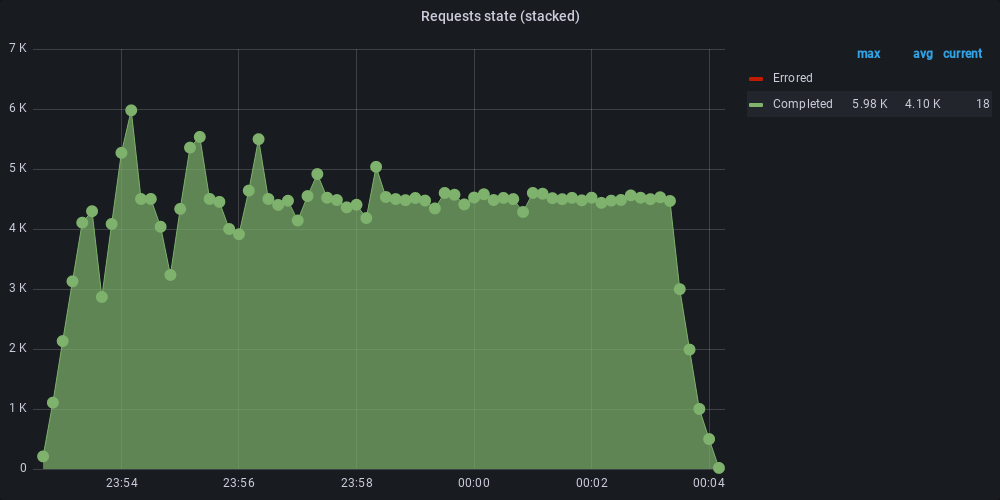 Requests state (stacked)
7 K
6 K
5 K
4 K
3 K
2 K
1 K
0
23:54 23:56 23:58 00:00 00:02 00:04
max avg current
Errored
Completed 5.98 K 4.10 K 18